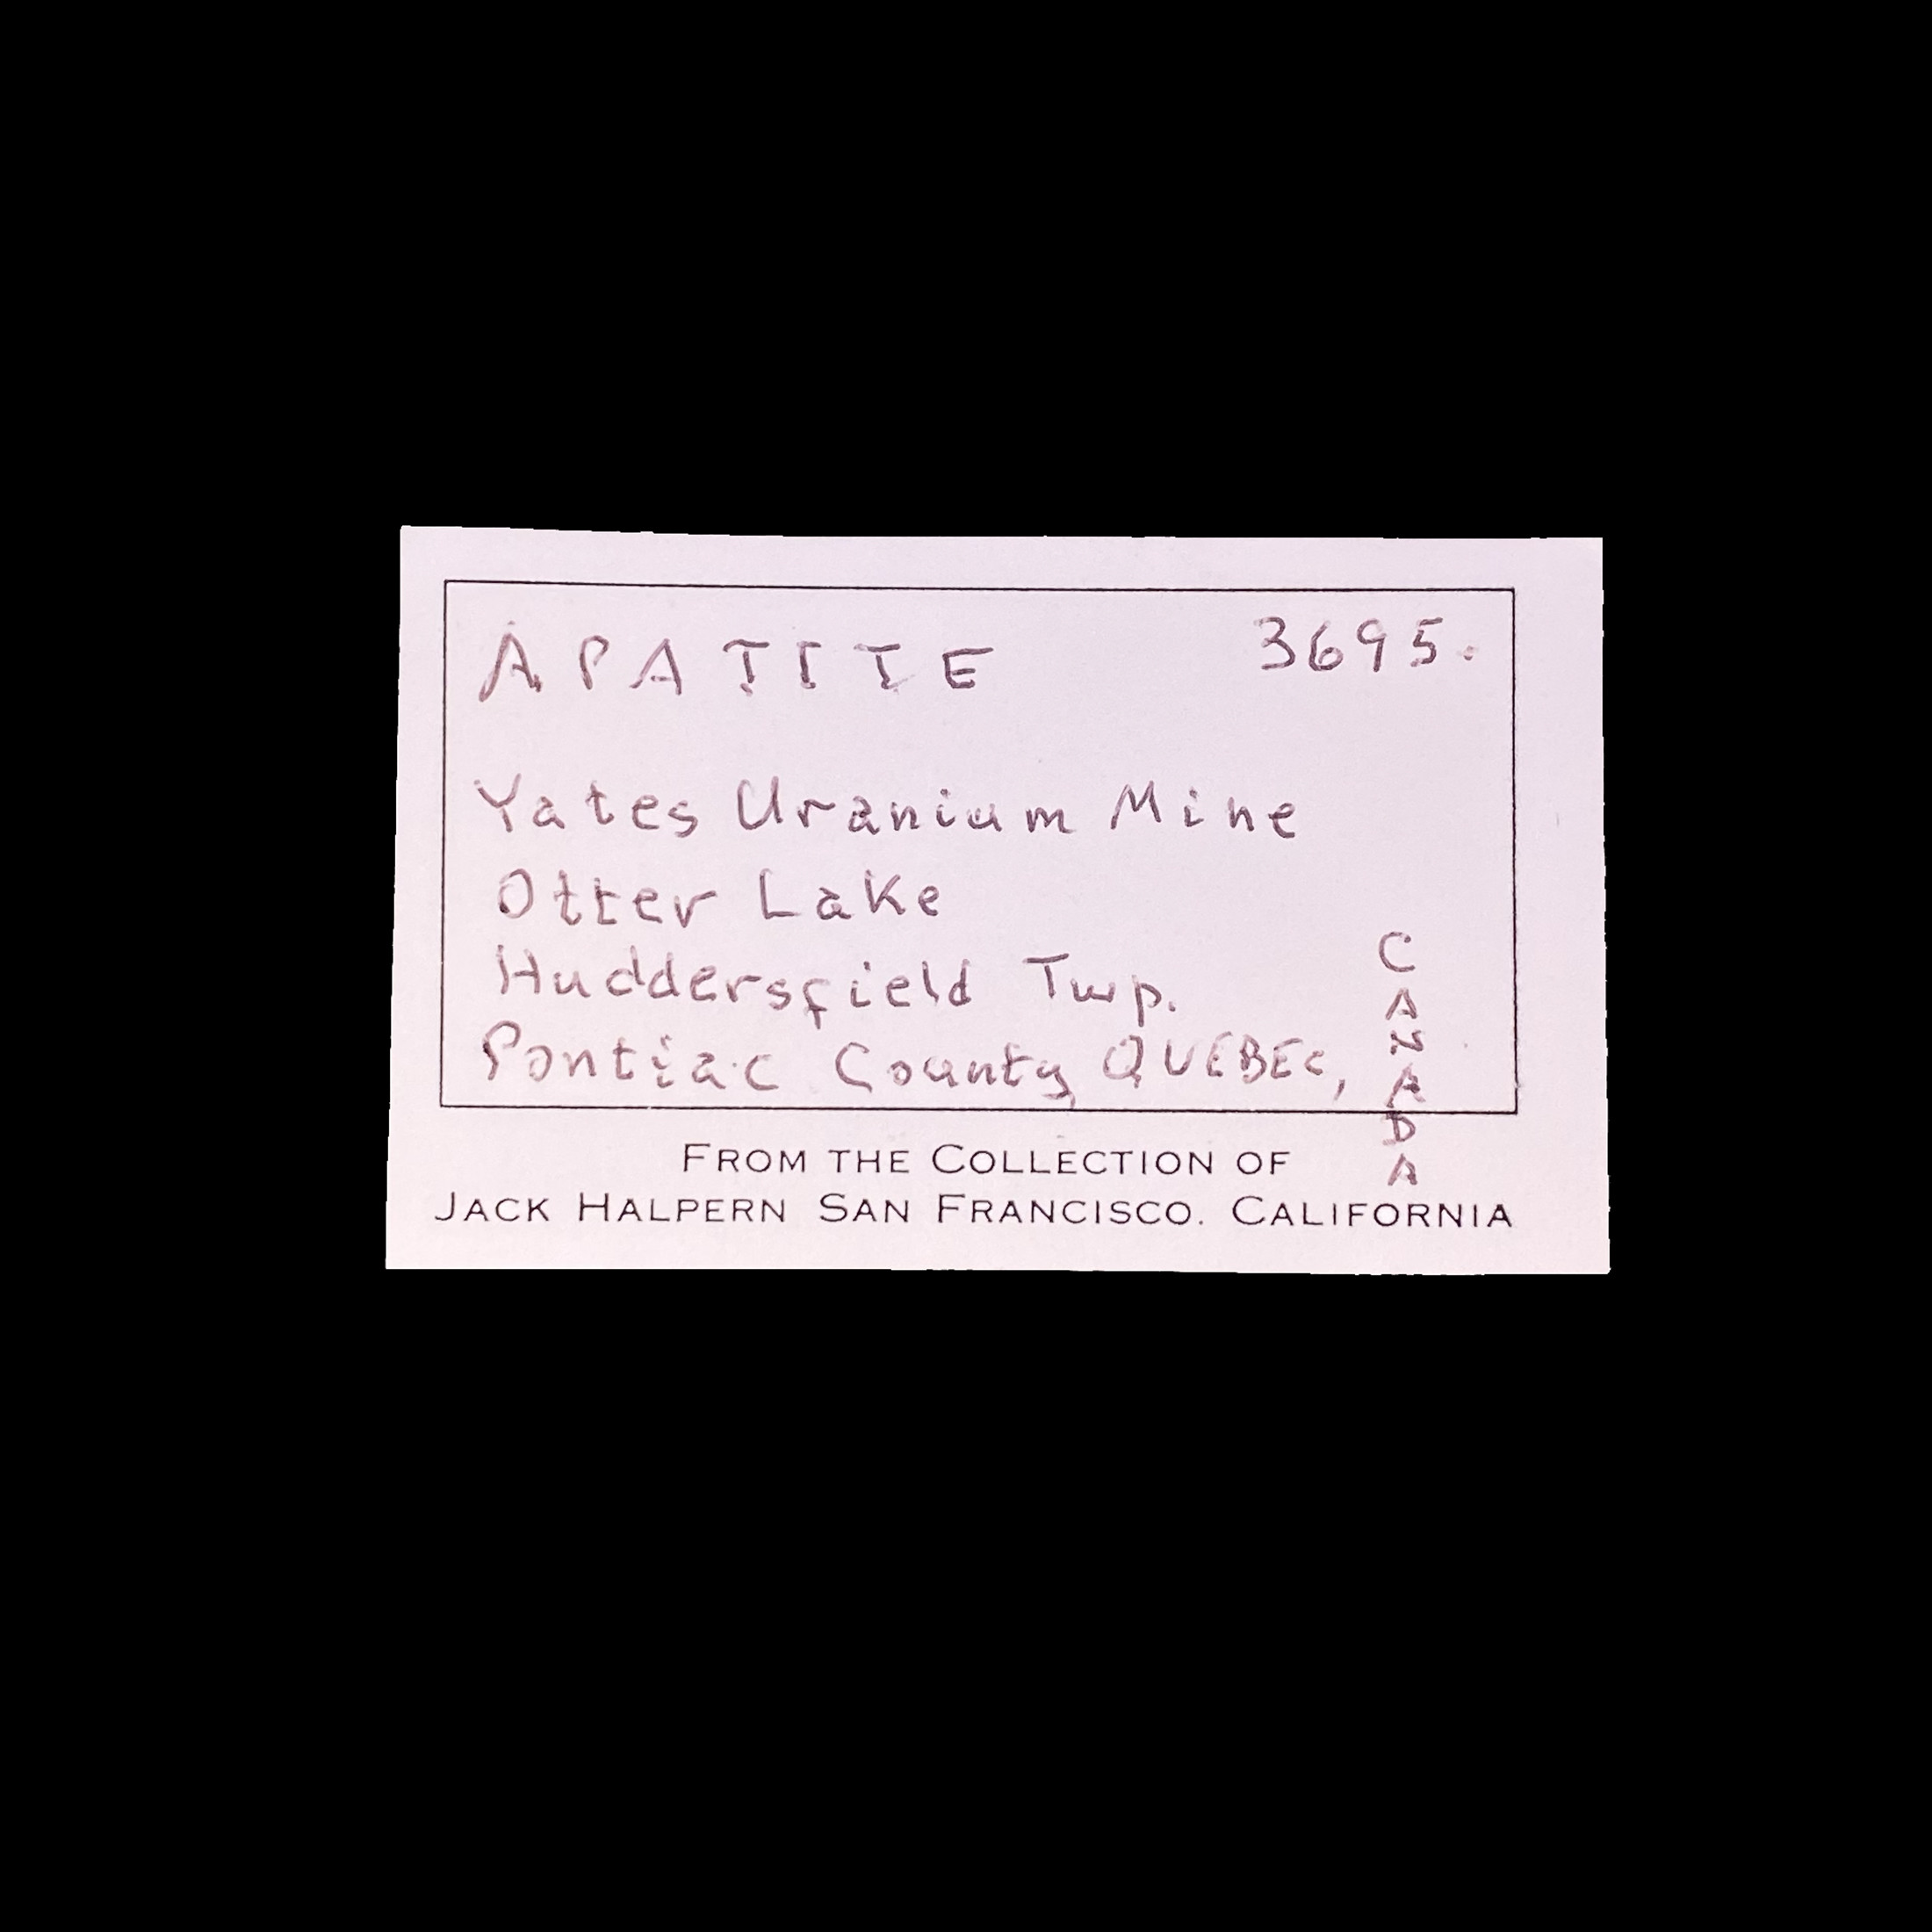 APATITE 3695.
Yates Uranium Mine
Otter Lake
Huddersfield Twp.
Pontiac County QUEBEC,
CANADA
FROM THE COLLECTION OF
JACK HALPERN SAN FRANCISCO. CALIFORNIA